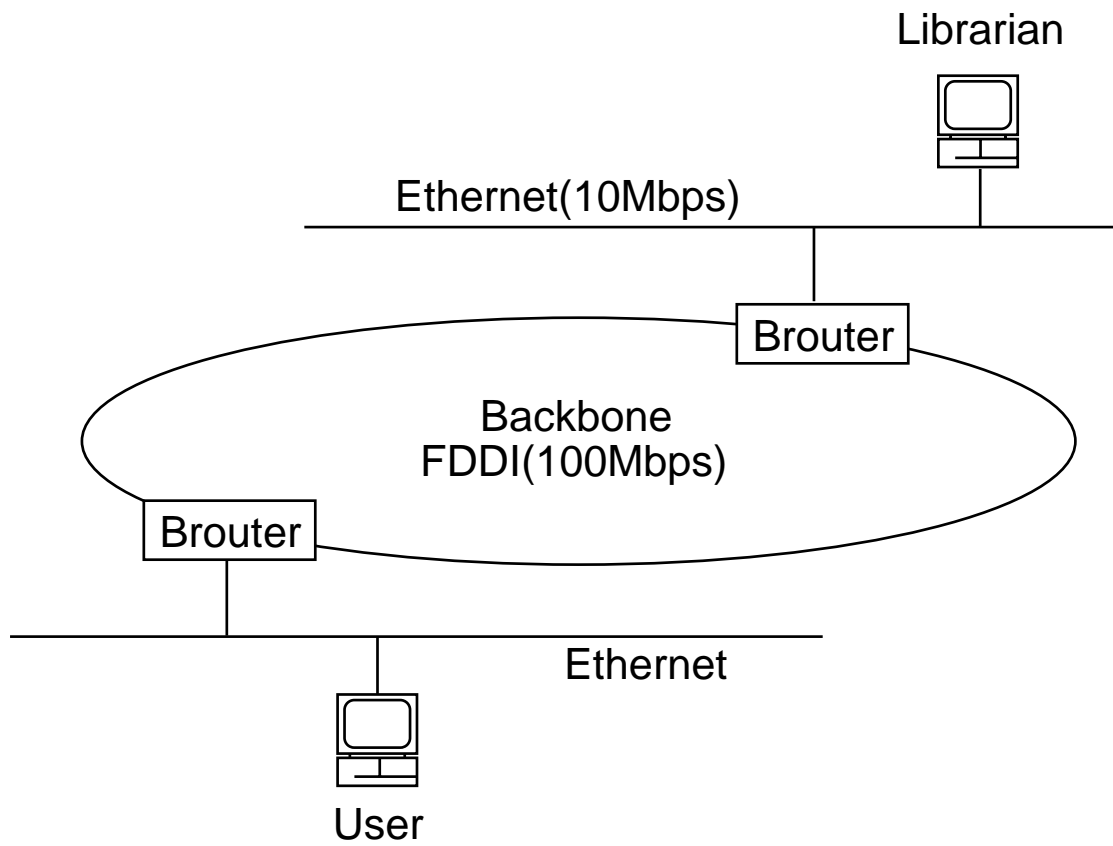 Librarian
Ethernet(10Mbps)
Brouter
Backbone
FDDI(100Mbps)
Brouter
Ethernet
User